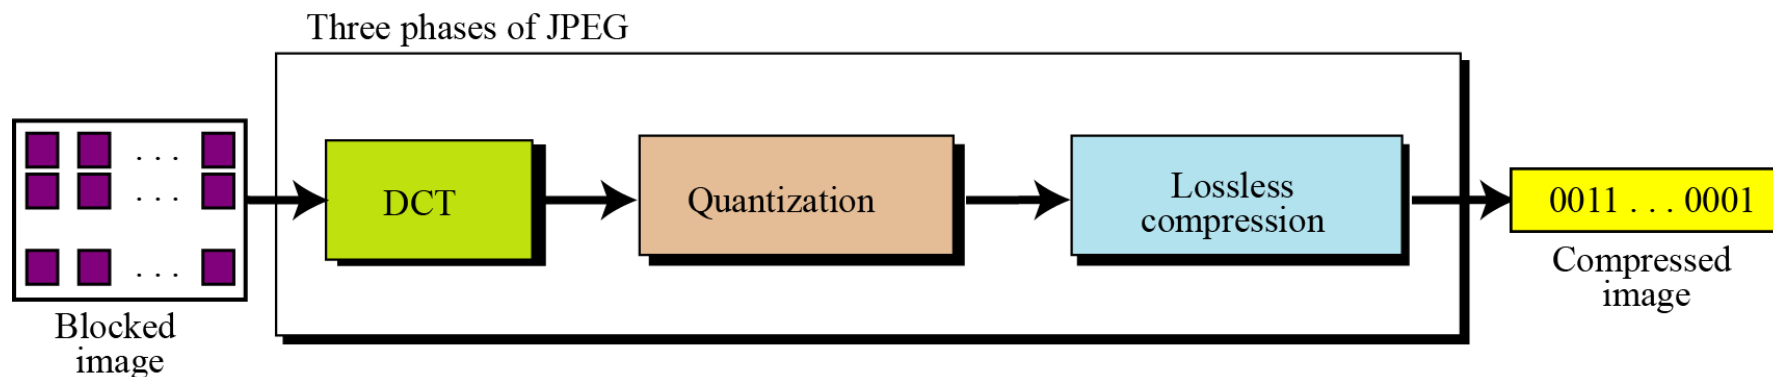 Three phases of JPEG
. . .
. . .
. . .
Blocked
image
DCT
Quantization
Lossless
compression
0011 . . . 0001
Compressed
image